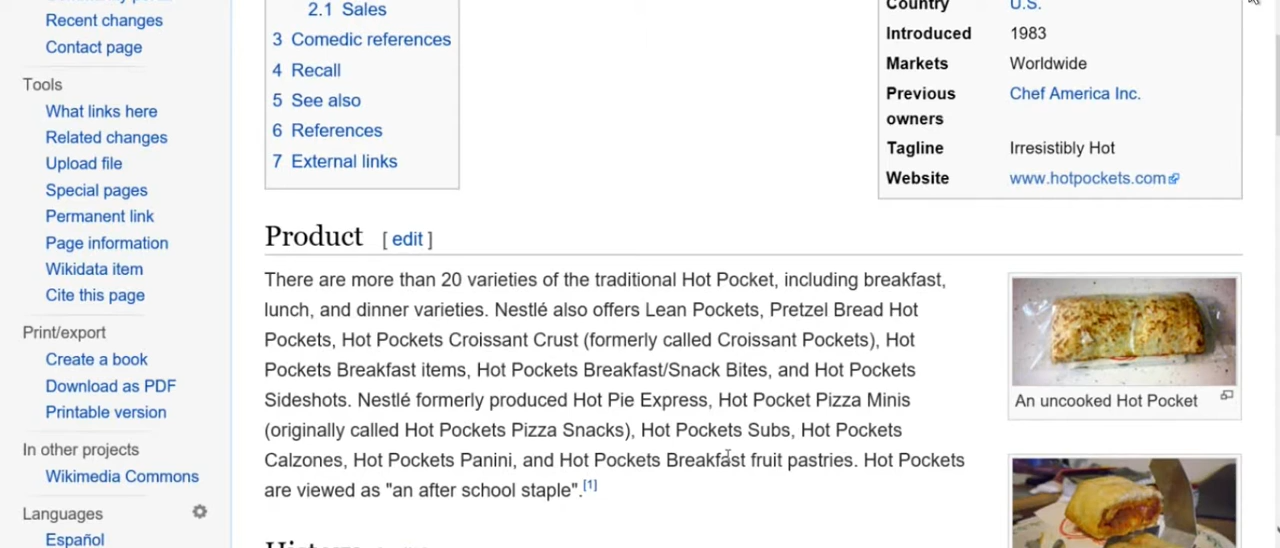 Recent changes
Contact page
Tools
What links here
Related changes
Upload file
Special pages
Permanent link
Page information
Wikidata item
Cite this page
Print/export
Create a book
Download as PDF
Printable version
In other projects
Wikimedia Commons
Languages
Español
2.1 Sales
3 Comedic references
4 Recall
5 See also
6 References
7 External links
Country U.S.
Introduced 1983
Markets Worldwide
Previous owners Chef America Inc.
Tagline Irresistibly Hot
Website www.hotpockets.com
Product [ edit ]
There are more than 20 varieties of the traditional Hot Pocket, including breakfast,
lunch, and dinner varieties. Nestlé also offers Lean Pockets, Pretzel Bread Hot
Pockets, Hot Pockets Croissant Crust (formerly called Croissant Pockets), Hot
Pockets Breakfast items, Hot Pockets Breakfast/Snack Bites, and Hot Pockets
Sideshots. Nestlé formerly produced Hot Pie Express, Hot Pocket Pizza Minis
(originally called Hot Pockets Pizza Snacks), Hot Pockets Subs, Hot Pockets
Calzones, Hot Pockets Panini, and Hot Pockets Breakfast fruit pastries. Hot Pockets
are viewed as "an after school staple".[1]
An uncooked Hot Pocket